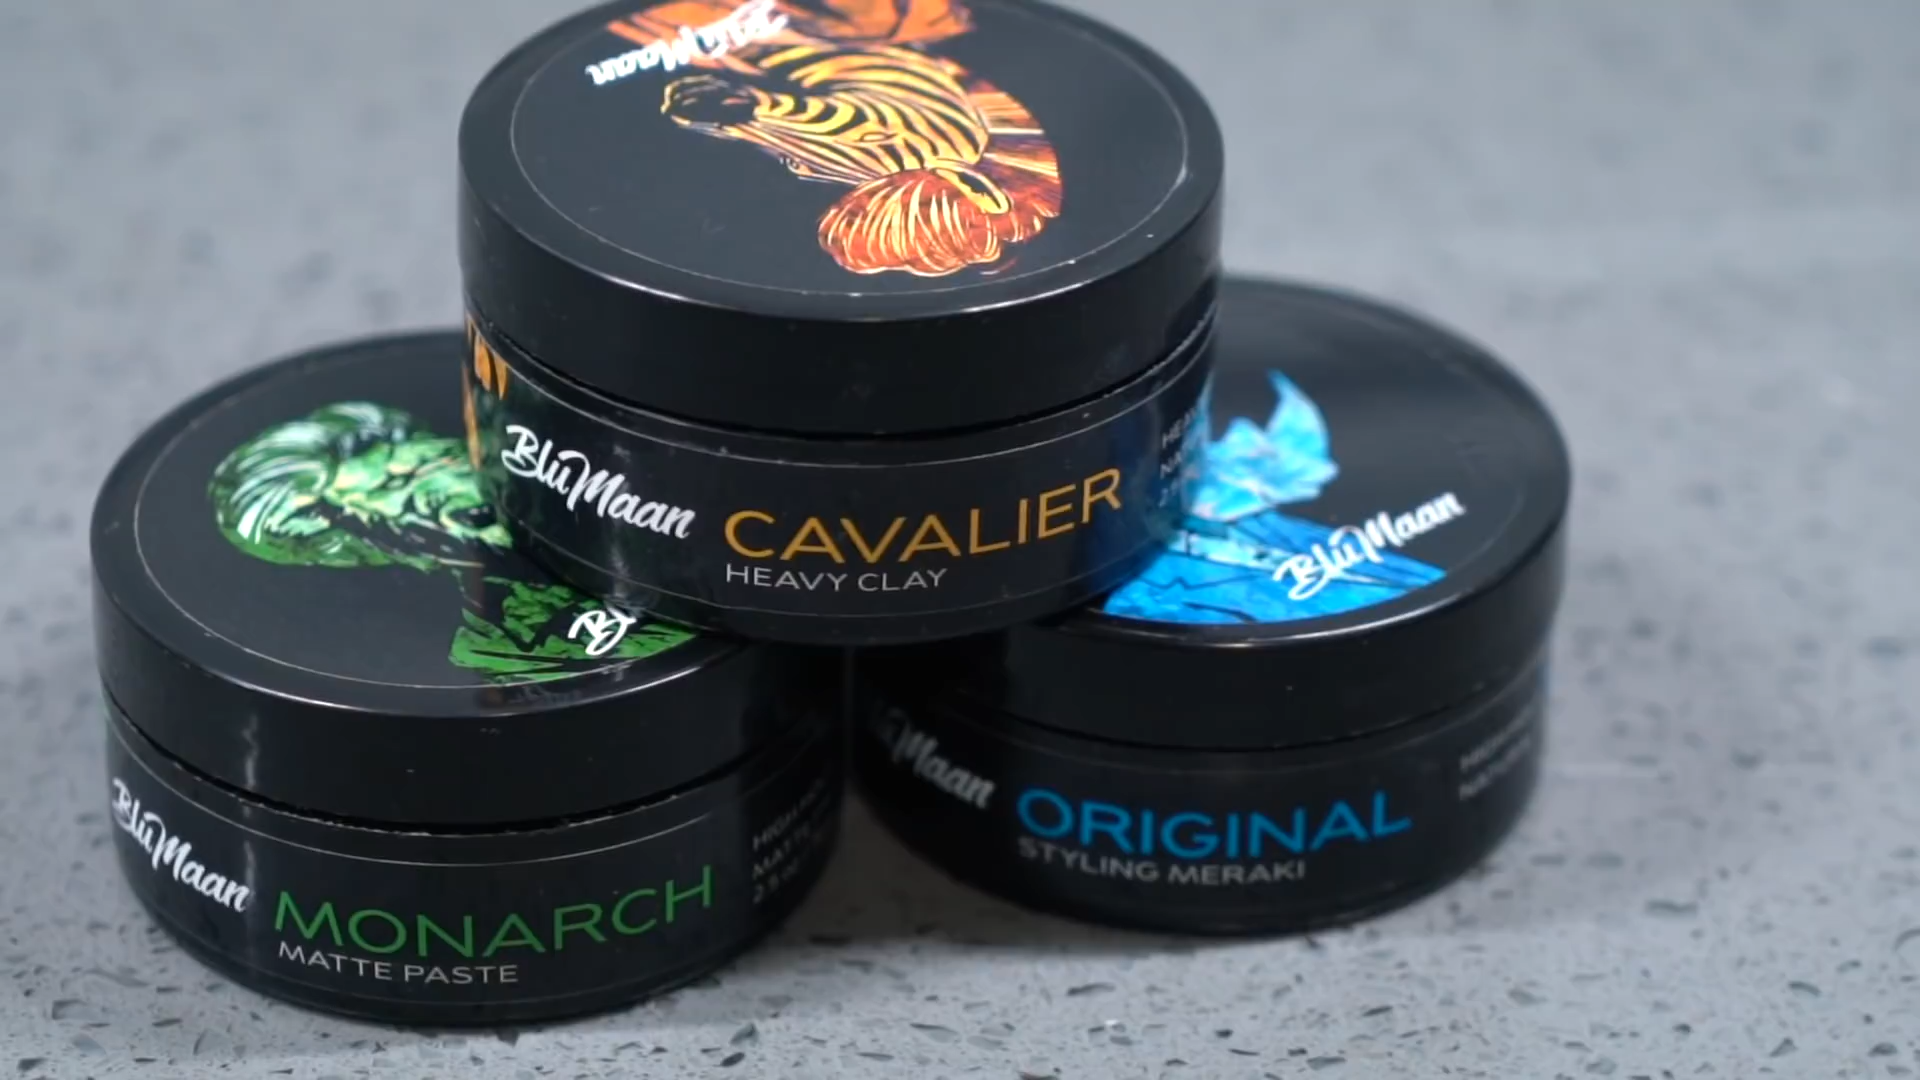 BluMaan
BluMaan
CAVALIER
HEAVY CLAY
BluMaan
BluMaan
MONARCH
MATTE PASTE
Maan
ORIGINAL
STYLING MERAKI